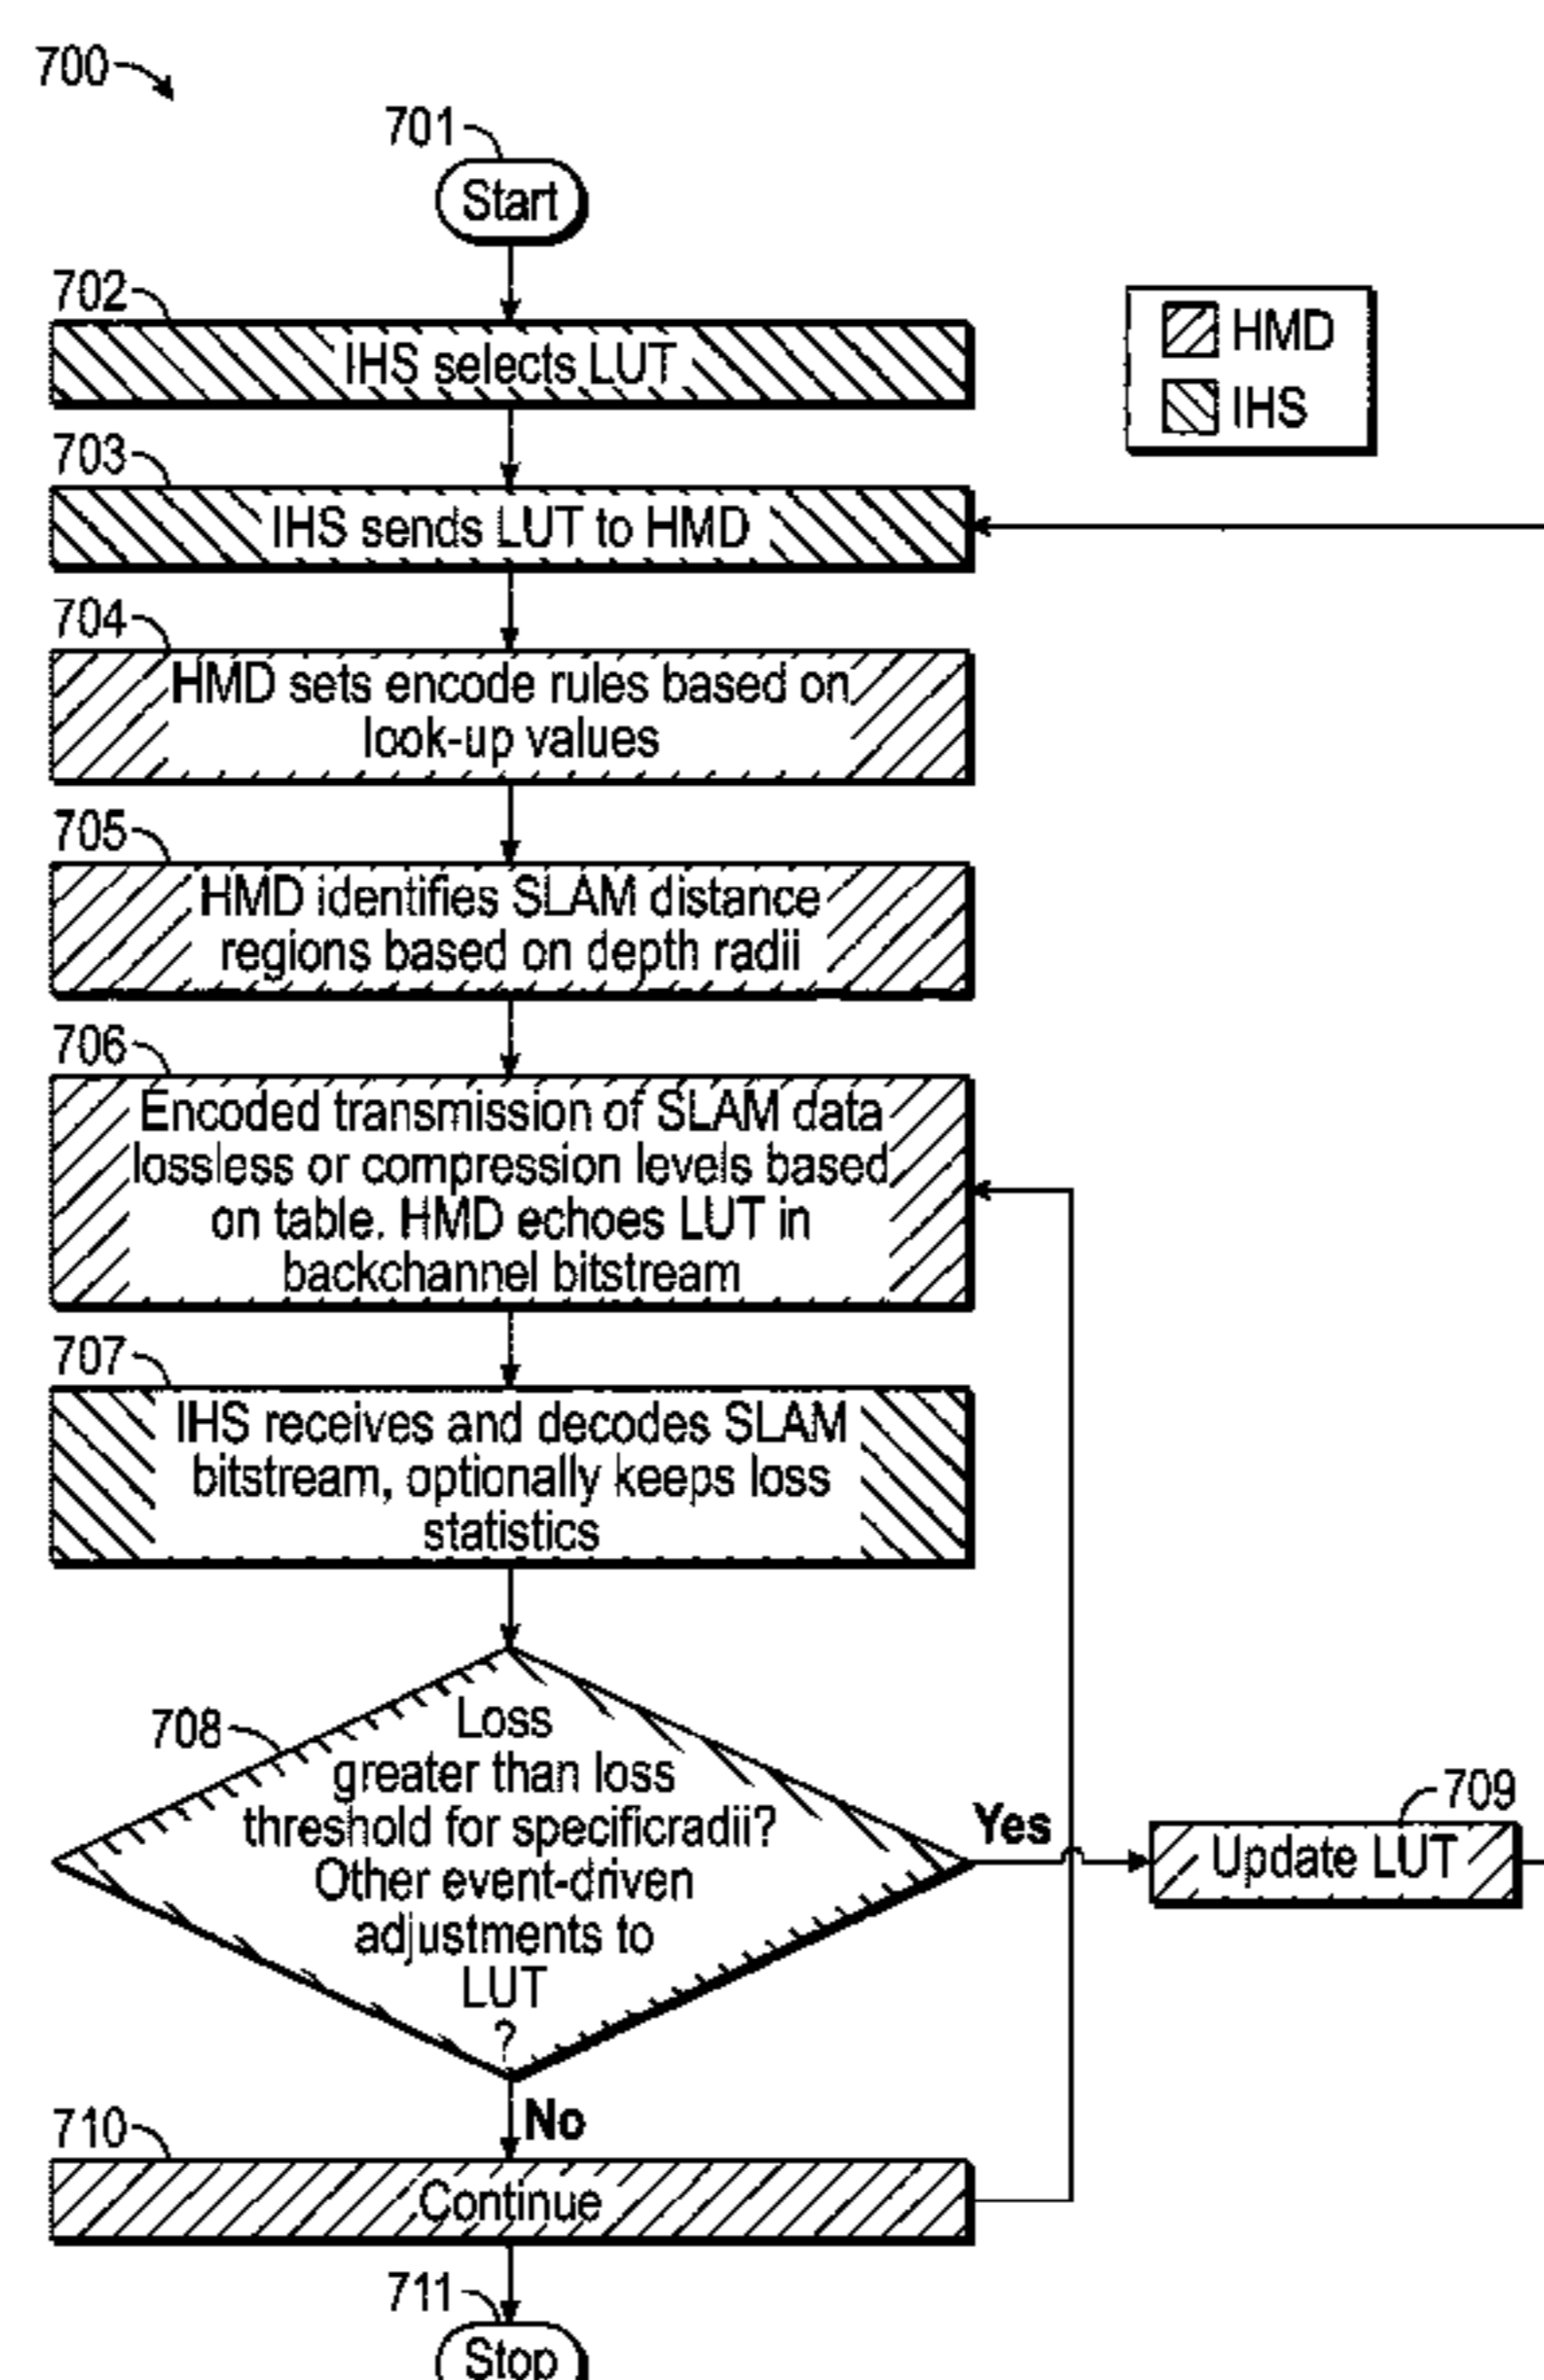 700
701
Start
702
IHS selects LUT
HMD
IHS
703
IHS sends LUT to HMD
704
HMD sets encode rules based on
look-up values
705
HMD identifies SLAM distance
regions based on depth radii
706
Encoded transmission of SLAM data
lossless or compression levels based
on table. HMD echoes LUT in
backchannel bitstream
707
IHS receives and decodes SLAM
bitstream, optionally keeps loss
statistics
708
Loss
greater than loss
threshold for specificradii?
Other event-driven
adjustments to
LUT
?
Yes
709
Update LUT
No
710
Continue
711
Stop